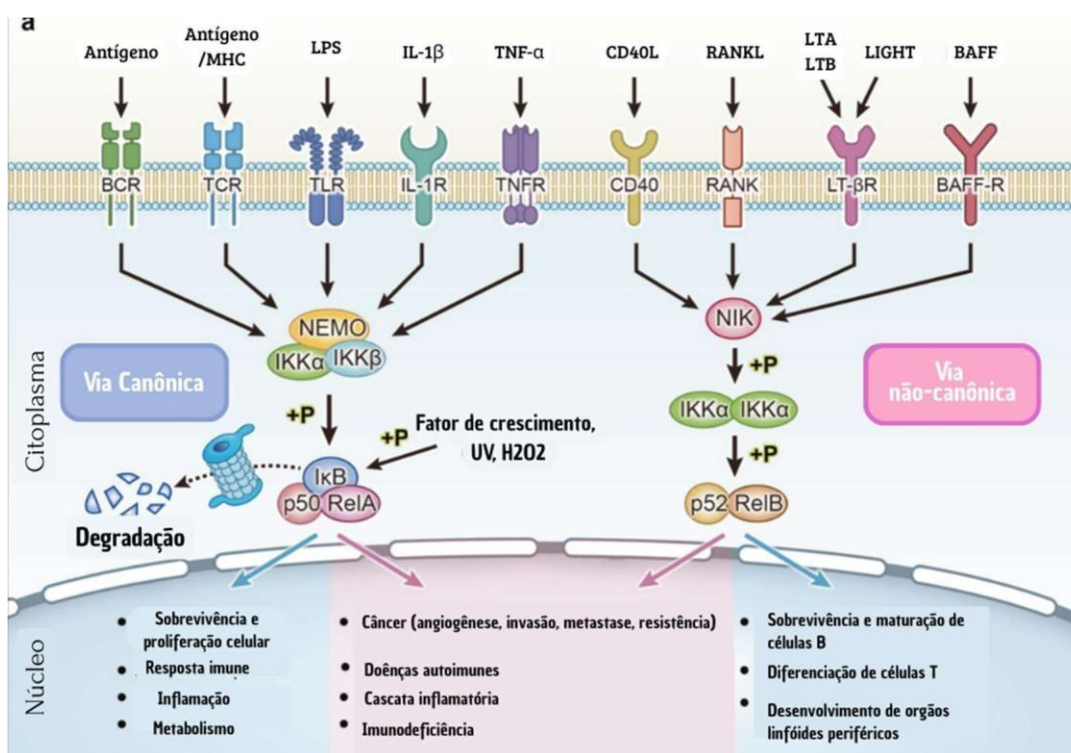 a
Antígeno
Antígeno
/MHC
LPS
IL-1β
TNF-α
CD40L
RANKL
LTA
LTB
LIGHT
BAFF
BCR
TCR
TLR
IL-1R
TNFR
CD40
RANK
LT-βR
BAFF-R
NEMO
IKKα
IKKβ
NIK
Via Canônica
Via
não-canônica
+P
IKKα
IKKα
Citoplasma
+P
+P
Fator de crescimento,
UV, H2O2
+P
IκB
p50
RelA
p52
RelB
Degradação
Núcleo
Sobrevivência e
proliferação celular
Resposta imune
Inflamação
Metabolismo
Câncer (angiogênese, invasão, metastase, resistência)
Doênças autoimunes
Cascata inflamatória
Imunodeficiência
Sobrevivência e maturação de
células B
Diferenciação de células T
Desenvolvimento de orgãos
linfóides periféricos